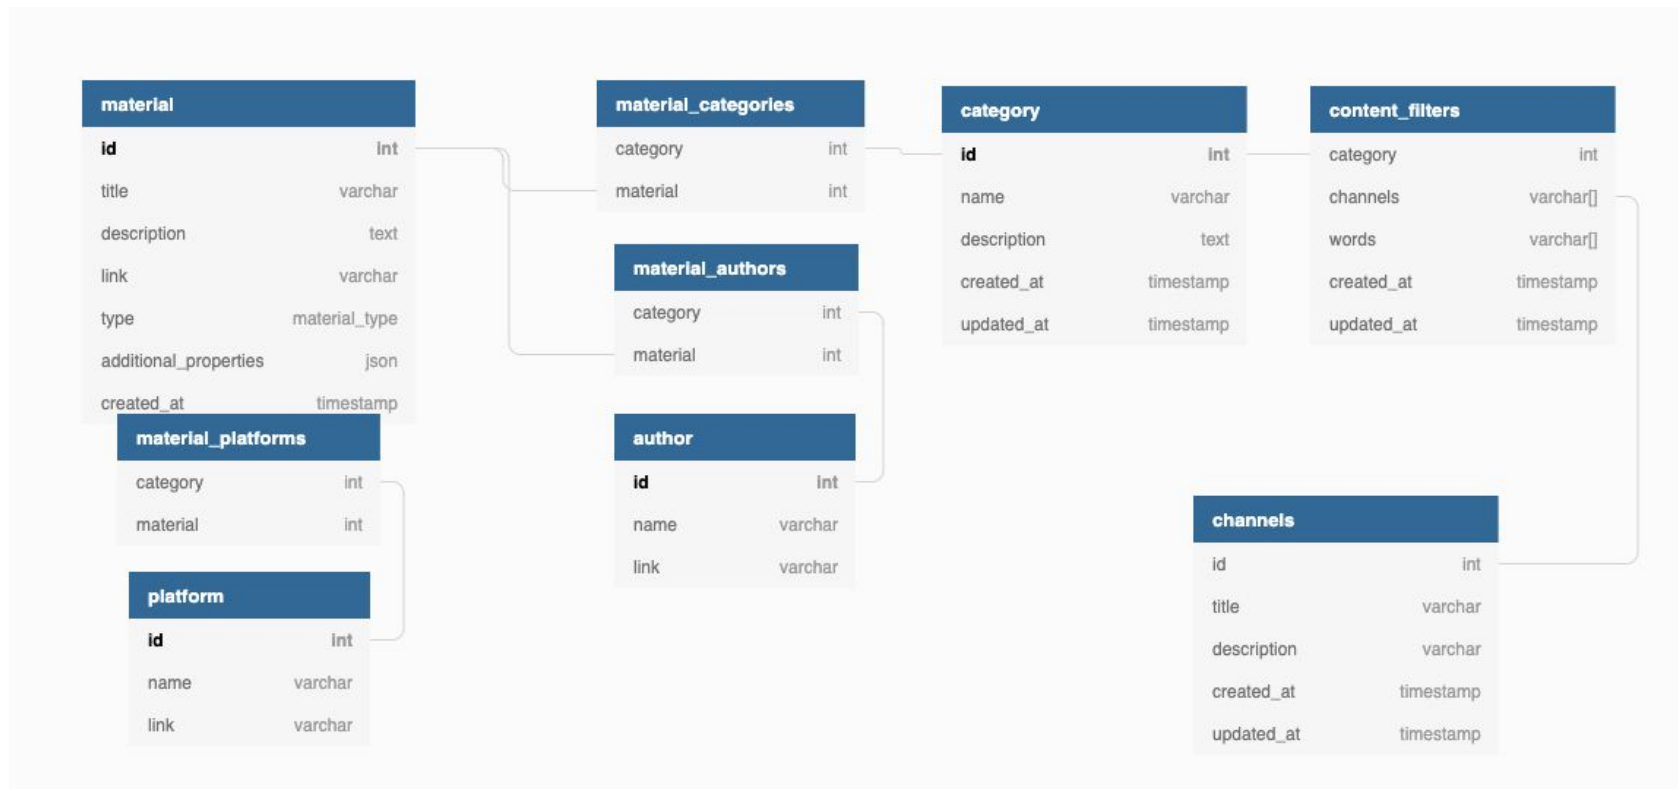 material
id int
title varchar
description text
link varchar
type material_type
additional_properties json
created_at timestamp
material_platforms
category int
material int
platform
id int
name varchar
link varchar
material_categories
category int
material int
material_authors
category int
material int
author
id int
name varchar
link varchar
category
id int
name varchar
description text
created_at timestamp
updated_at timestamp
content_filters
category int
channels varchar[]
words varchar[]
created_at timestamp
updated_at timestamp
channels
id int
title varchar
description varchar
created_at timestamp
updated_at timestamp